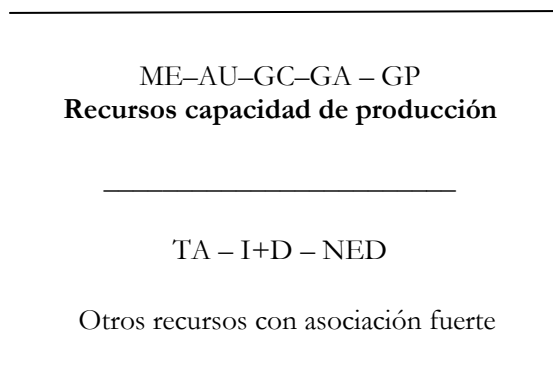 ME–AU–GC–GA – GP
Recursos capacidad de producción
TA – I+D – NED
Otros recursos con asociación fuerte